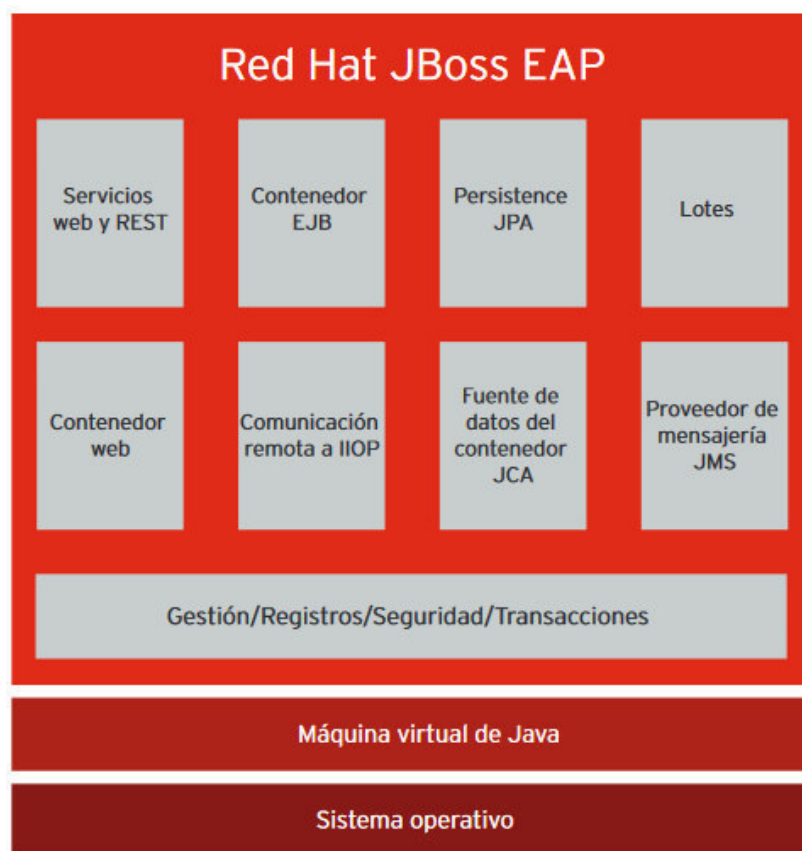 Red Hat JBoss EAP
Servicios
web y REST
Contenedor
EJB
Persistence
JPA
Lotes
Contenedor
web
Comunicación
remota a IIOP
Fuente de
datos del
contenedor
JCA
Proveedor de
mensajería
JMS
Gestión/Registros/Seguridad/Transacciones
Máquina virtual de Java
Sistema operativo